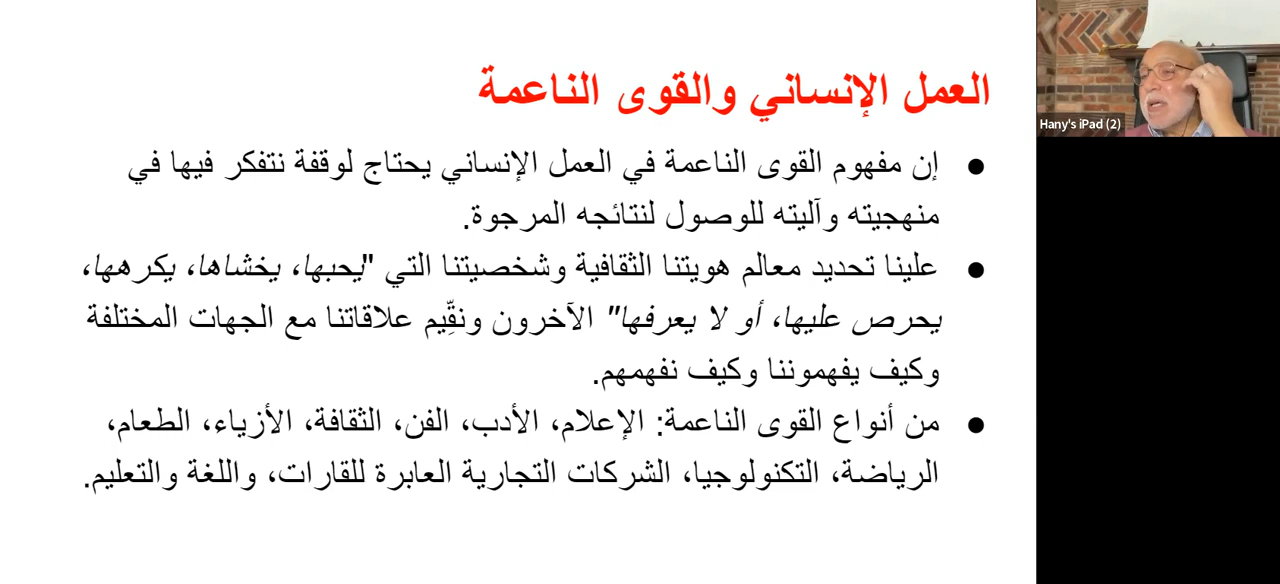 العمل الإنساني والقوى الناعمة
● إن مفهوم القوى الناعمة في العمل الإنساني يحتاج لوقفة نتفكر فيها في
منهجيته وآليته للوصول لنتائجه المرجوة.
● علينا تحديد معالم هويتنا الثقافية وشخصيتنا التي "يحبها، يخشاها، يكرهها،
يحرص عليها، أو لا يعرفها" الآخرون ونقِّيم علاقاتنا مع الجهات المختلفة
وكيف يفهموننا وكيف نفهمهم.
● من أنواع القوى الناعمة: الإعلام، الأدب، الفن، الثقافة، الأزياء، الطعام،
الرياضة، التكنولوجيا، الشركات التجارية العابرة للقارات، واللغة والتعليم.
Hany's iPad (2)